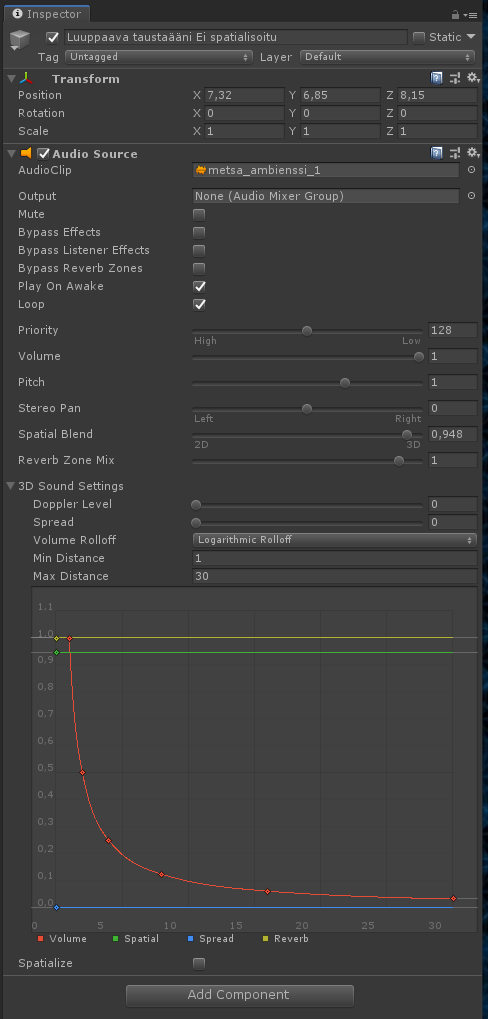 Inspector
Luuppaava taustaääni Ei spatialisoitu Static
Tag Untagged Layer Default
Transform
Position X 7,32 Y 6,85 Z 8,15
Rotation X 0 Y 0 Z 0
Scale X 1 Y 1 Z 1
Audio Source
AudioClip metsa_ambienssi_1
Output None (Audio Mixer Group)
Mute
Bypass Effects
Bypass Listener Effects
Bypass Reverb Zones
Play On Awake
Loop
Priority 128
High Low
Volume 1
Pitch 1
Stereo Pan 0
Left Right
Spatial Blend 0,948
2D 3D
Reverb Zone Mix 1
3D Sound Settings
Doppler Level 0
Spread 0
Volume Rolloff Logarithmic Rolloff
Min Distance 1
Max Distance 30
1,1
1,0
0,9
0,8
0,7
0,6
0,5
0,4
0,3
0,2
0,1
0,0
0 5 10 15 20 25 30
Volume Spatial Spread Reverb
Spatialize
Add Component